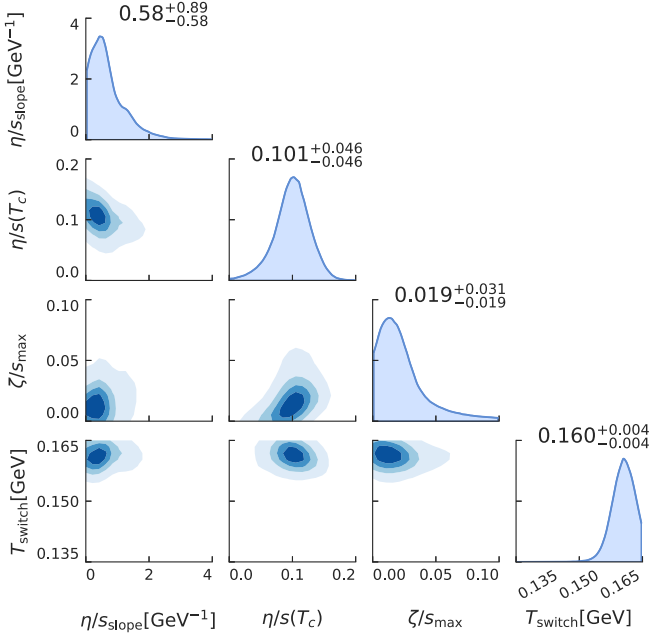 0.58+0.89−0.58
η/s_slope[GeV⁻¹]
4
2
0
0.101+0.046−0.046
η/s(T_c)
0.2
0.1
0.0
0.019+0.031−0.019
ζ/s_max
0.10
0.05
0.00
0.160+0.004−0.004
T_switch[GeV]
0.165
0.150
0.135
0 2 4
0.0 0.1 0.2
0.00 0.05 0.10
0.135 0.150 0.165
η/s_slope[GeV⁻¹] η/s(T_c) ζ/s_max T_switch[GeV]